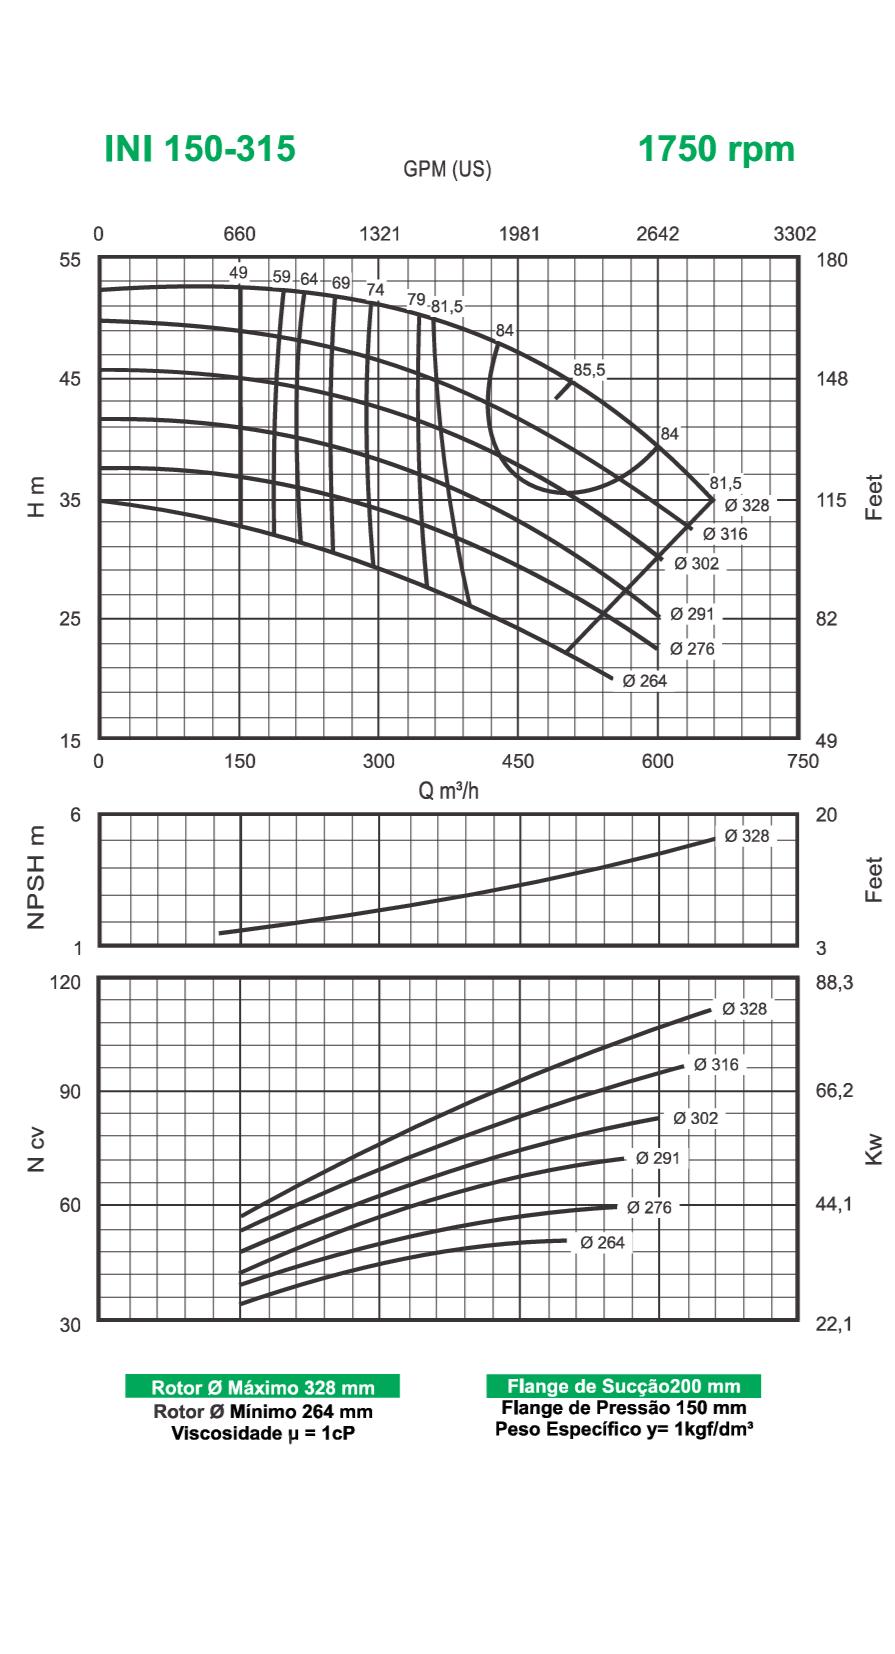 INI 150-315 1750 rpm
GPM (US)
0 660 1321 1981 2642 3302
55 180
49 59 64 69 74 79 81,5
84
85,5
45 148
84
81,5
H m 35 115 Feet
Ø 328
Ø 316
Ø 302
Ø 291
25 82
Ø 276
Ø 264
15 49
0 150 300 450 600 750
Q m³/h
6 20
Ø 328
NPSH m Feet
1 3
120 88,3
Ø 328
Ø 316
90 66,2
Ø 302
N cv Kw
Ø 291
60 44,1
Ø 276
Ø 264
30 22,1
Rotor Ø Máximo 328 mm
Rotor Ø Mínimo 264 mm
Viscosidade µ = 1cP
Flange de Sucção200 mm
Flange de Pressão 150 mm
Peso Específico y= 1kgf/dm³